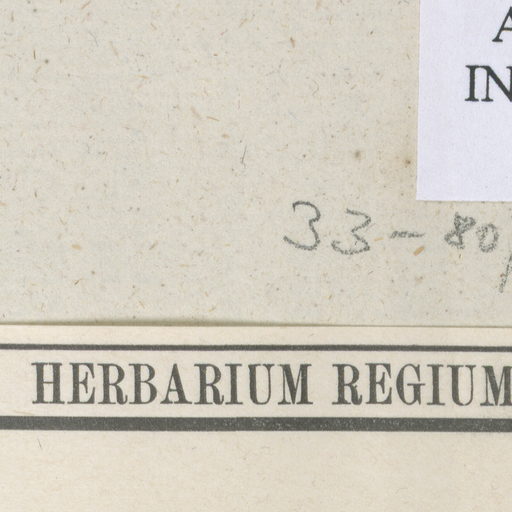 A
IN
33-80/
HERBARIUM REGIUM